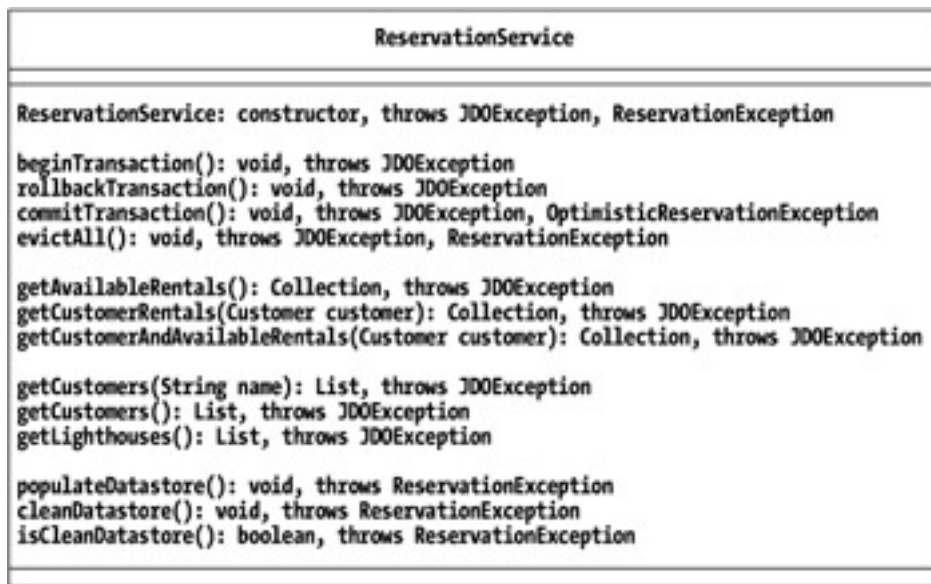 ReservationService
ReservationService: constructor, throws JDOException, ReservationException
beginTransaction(): void, throws JDOException
rollbackTransaction(): void, throws JDOException
commitTransaction(): void, throws JDOException, OptimisticReservationException
evictAll(): void, throws JDOException, ReservationException
getAvailableRentals(): Collection, throws JDOException
getCustomerRentals(Customer customer): Collection, throws JDOException
getCustomerAndAvailableRentals(Customer customer): Collection, throws JDOException
getCustomers(String name): List, throws JDOException
getCustomers(): List, throws JDOException
getLighthouses(): List, throws JDOException
populateDatastore(): void, throws ReservationException
cleanDatastore(): void, throws ReservationException
isCleanDatastore(): boolean, throws ReservationException